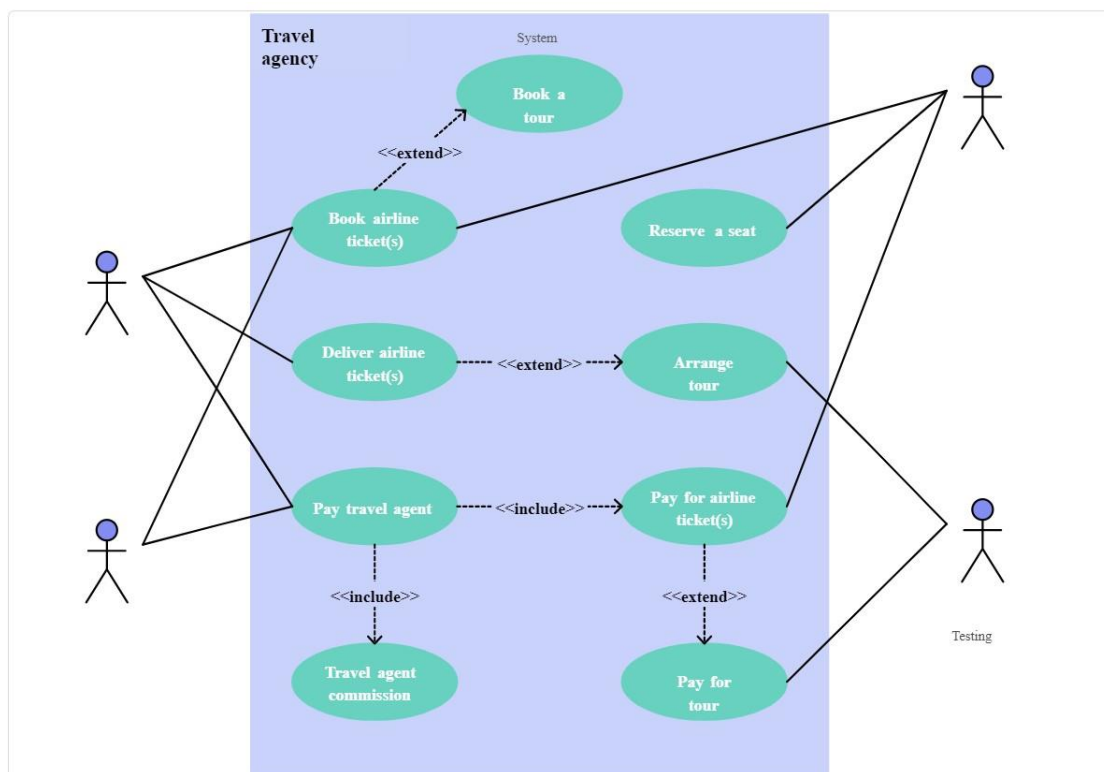 Travel
agency
System
Book a
tour
<<extend>>
Book airline
ticket(s)
Reserve a seat
Deliver airline
ticket(s)
<<extend>>
Arrange
tour
Pay travel agent
<<include>>
Pay for airline
ticket(s)
<<include>>
<<extend>>
Testing
Travel agent
commission
Pay for
tour